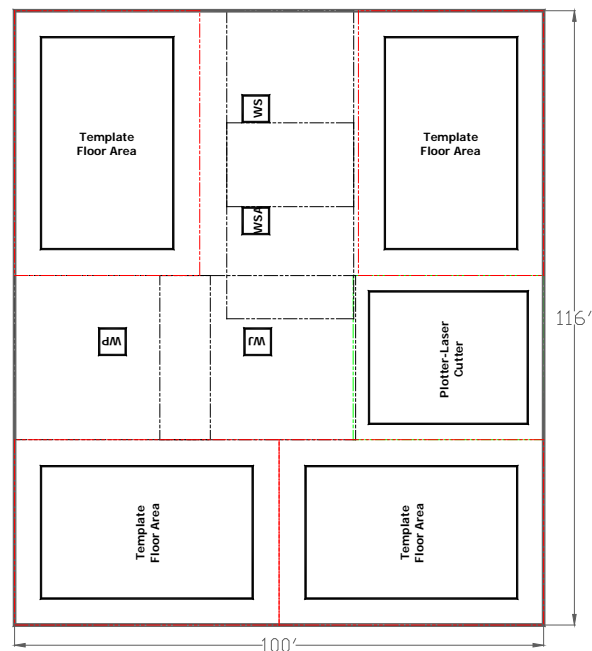 WS
Template
Floor Area
Template
Floor Area
WSA
116'
WP
WJ
Plotter-Laser
Cutter
Template
Floor Area
Template
Floor Area
100'